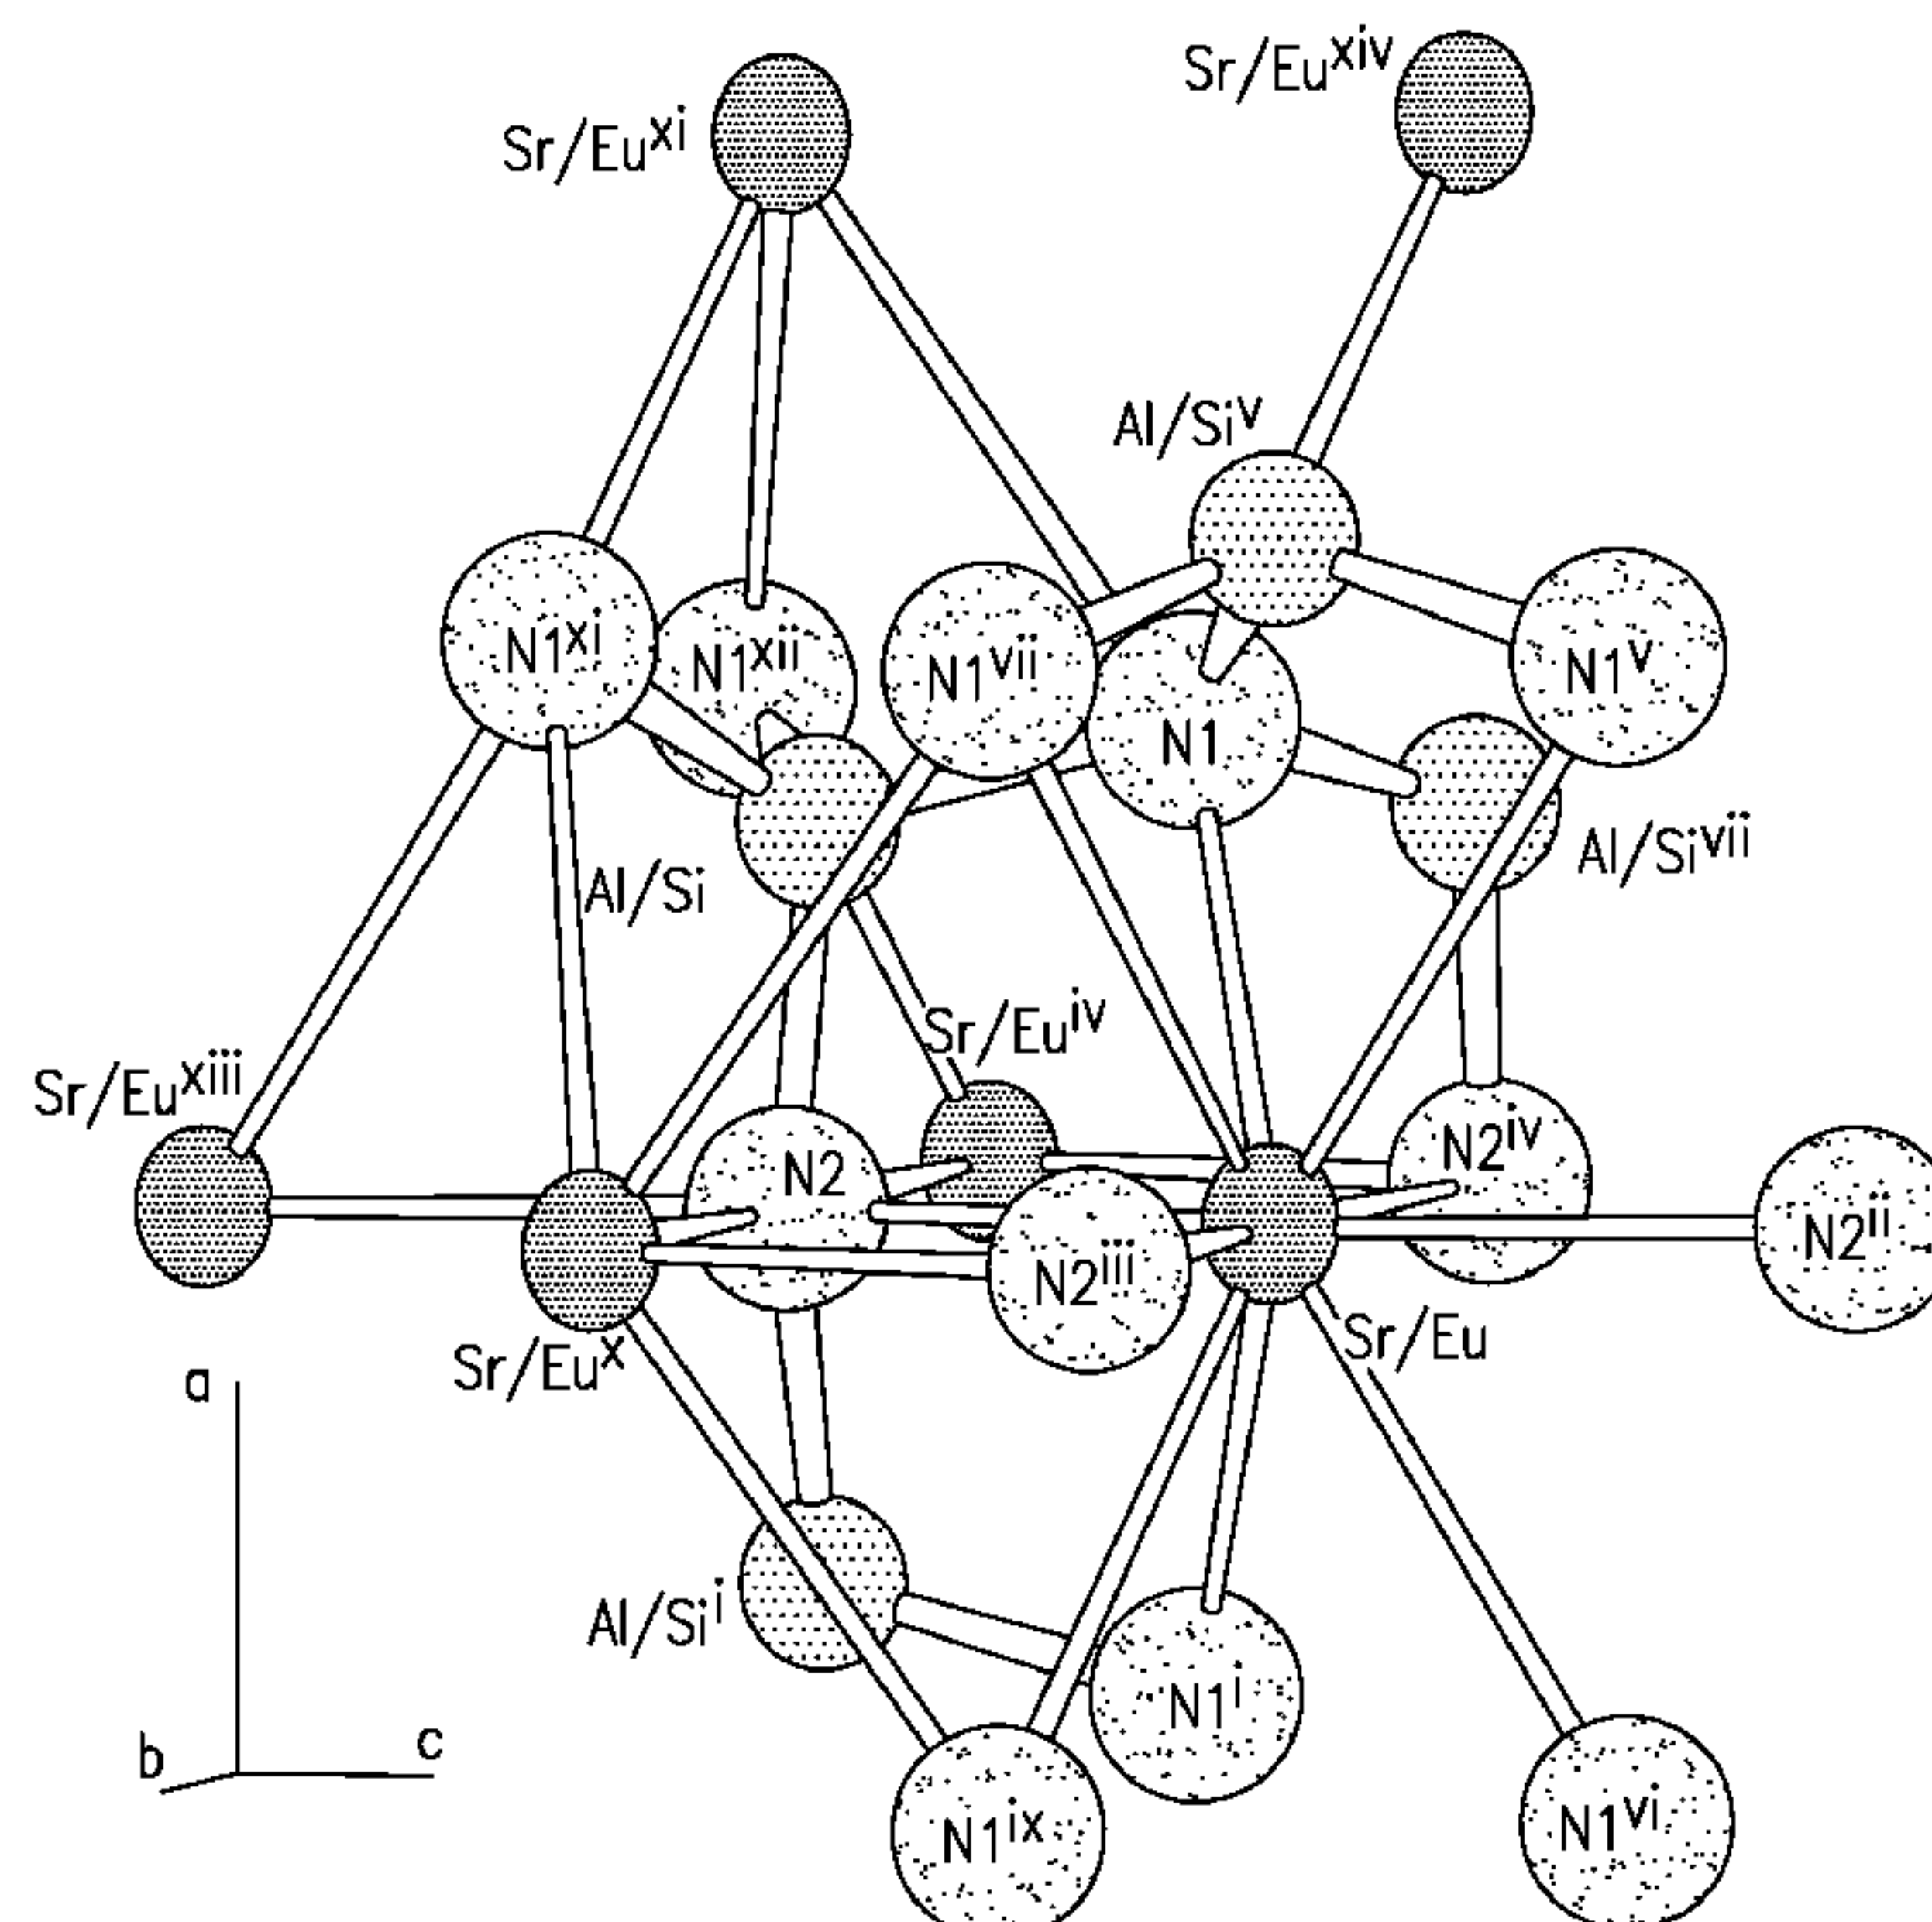 Sr/Eu^xiv
Sr/Eu^xi
Al/Si^v
N1^xi
N1^xii
N1^vii
N1^v
N1
Al/Si^vii
Al/Si
Sr/Eu^iv
Sr/Eu^xiii
N2
N2^iv
N2^ii
N2^iii
Sr/Eu
Sr/Eu^x
a
Al/Si^i
N1^i
b
c
N1^ix
N1^vi